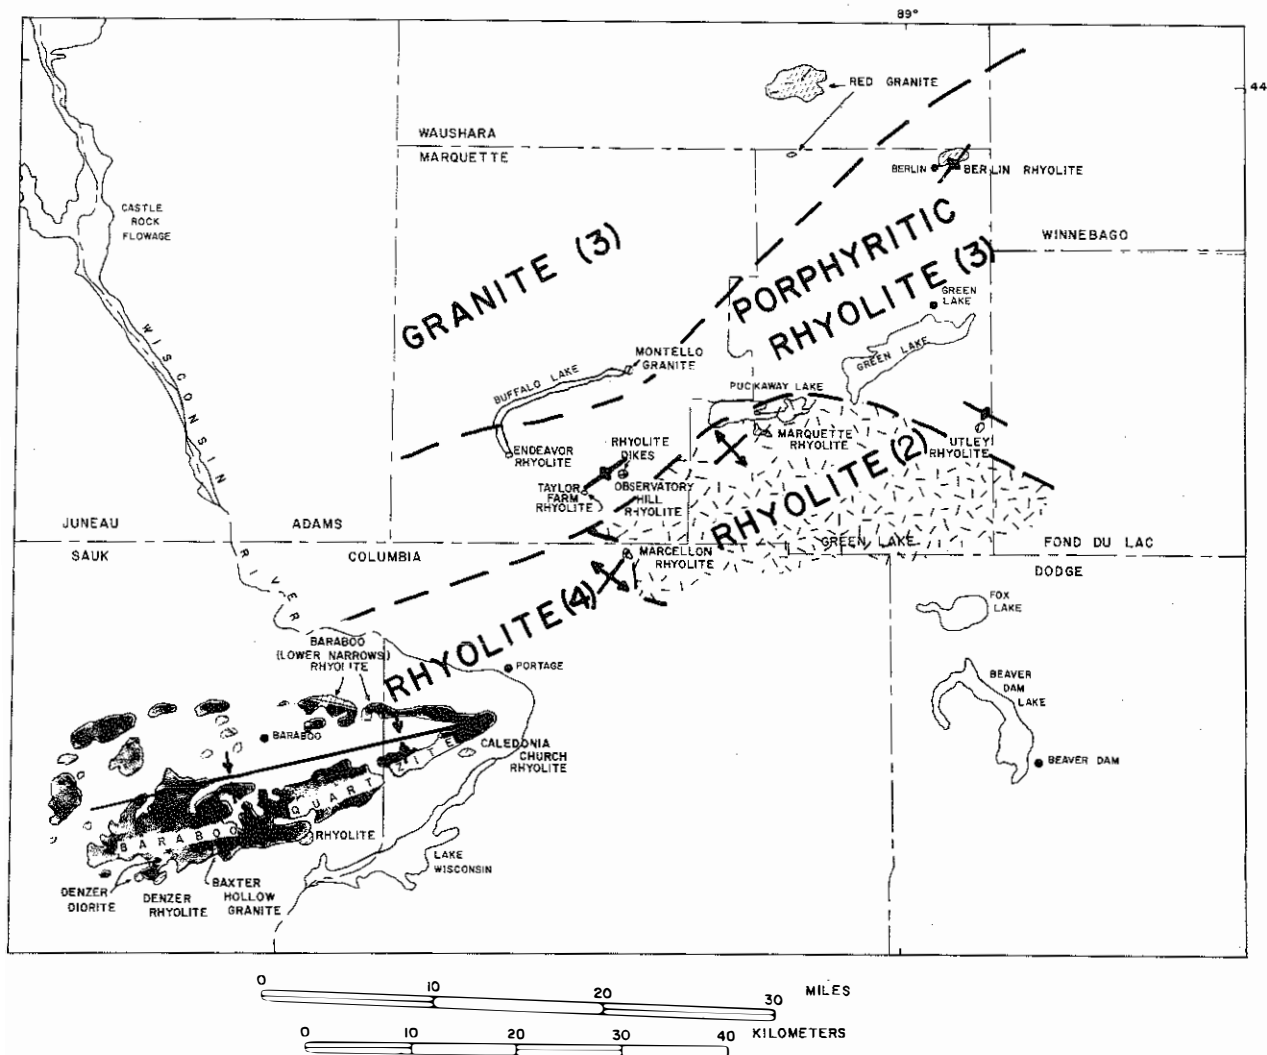 89°
44
RED GRANITE
WAUSHARA
MARQUETTE
BERLIN
BERLIN RHYOLITE
CASTLE
ROCK
FLOWAGE
WINNEBAGO
GRANITE (3)
PORPHYRITIC
RHYOLITE (3)
GREEN
LAKE
GREEN LAKE
WISCONSIN
MONTELLO
GRANITE
BUFFALO LAKE
PUCKAWAY LAKE
ENDEAVOR
RHYOLITE
RHYOLITE
DIKES
MARQUETTE
RHYOLITE
UTLEY
RHYOLITE
TAYLOR
FARM
RHYOLITE
OBSERVATORY
HILL
RHYOLITE
RHYOLITE (2)
JUNEAU
ADAMS
SAUK
COLUMBIA
GREEN LAKE
FOND DU LAC
DODGE
MARCELLON
RHYOLITE
RIVER
RHYOLITE (4)
FOX
LAKE
BARABOO
(LOWER NARROWS)
RHYOLITE
PORTAGE
BEAVER
DAM
LAKE
BARABOO
CALEDONIA
CHURCH
RHYOLITE
BEAVER DAM
BARABOO QUARTZITE
RHYOLITE
LAKE
WISCONSIN
DENZER
DIORITE
DENZER
RHYOLITE
BAXTER
HOLLOW
GRANITE
0 10 20 30 MILES
0 10 20 30 40 KILOMETERS